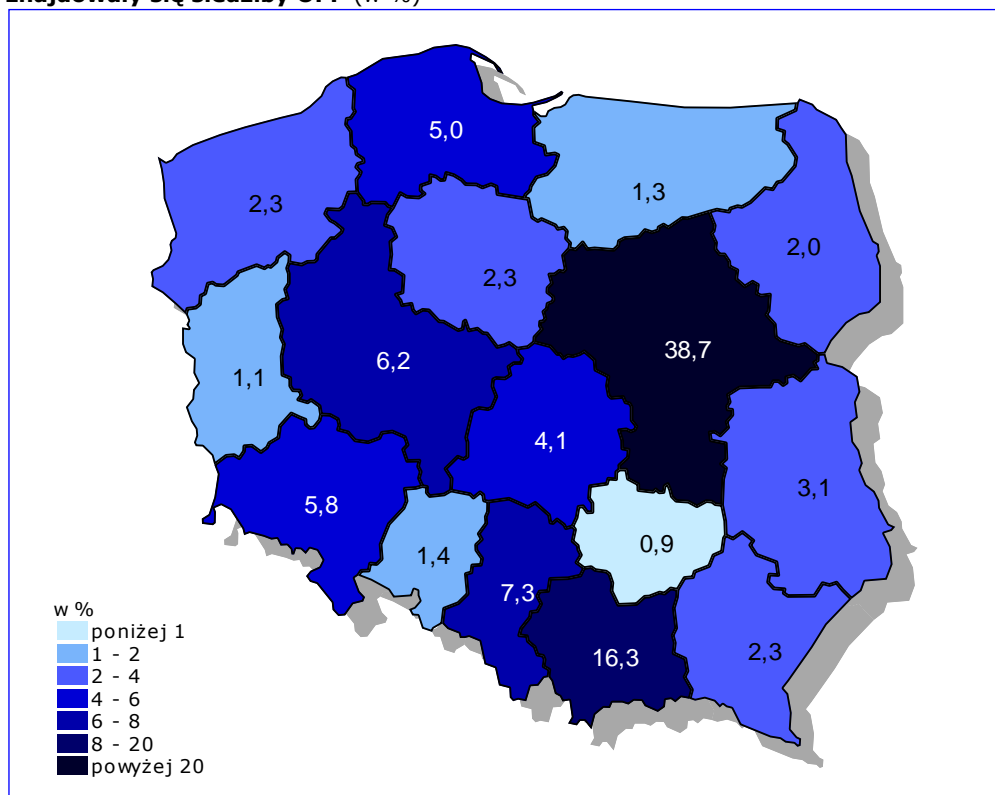 znajdowały się siedziby OPP (w %)
5,0
1,3
2,3
2,0
2,3
38,7
6,2
1,1
4,1
3,1
5,8
0,9
1,4
7,3
16,3
2,3
w %
poniżej 1
1 - 2
2 - 4
4 - 6
6 - 8
8 - 20
powyżej 20